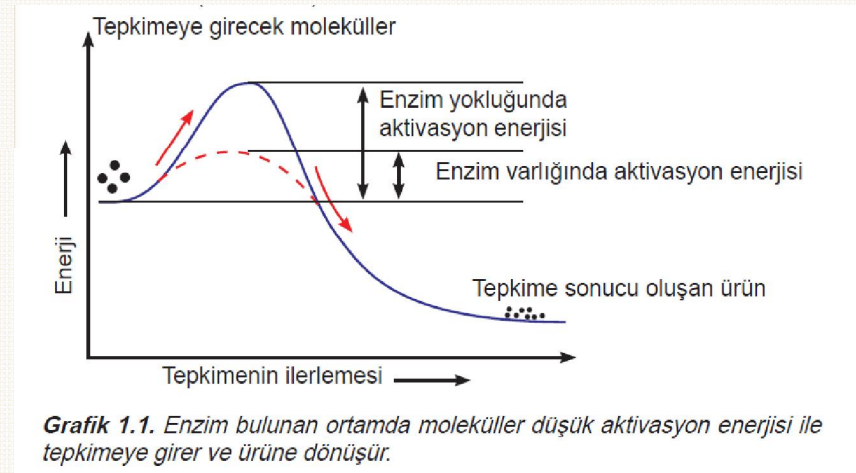 Tepkimeye girecek moleküller
Enzim yokluğunda
aktivasyon enerjisi
Enzim varlığında aktivasyon enerjisi
Enerji
Tepkime sonucu oluşan ürün
Tepkimenin ilerlemesi
Grafik 1.1. Enzim bulunan ortamda moleküller düşük aktivasyon enerjisi ile
tepkimeye girer ve ürüne dönüşür.